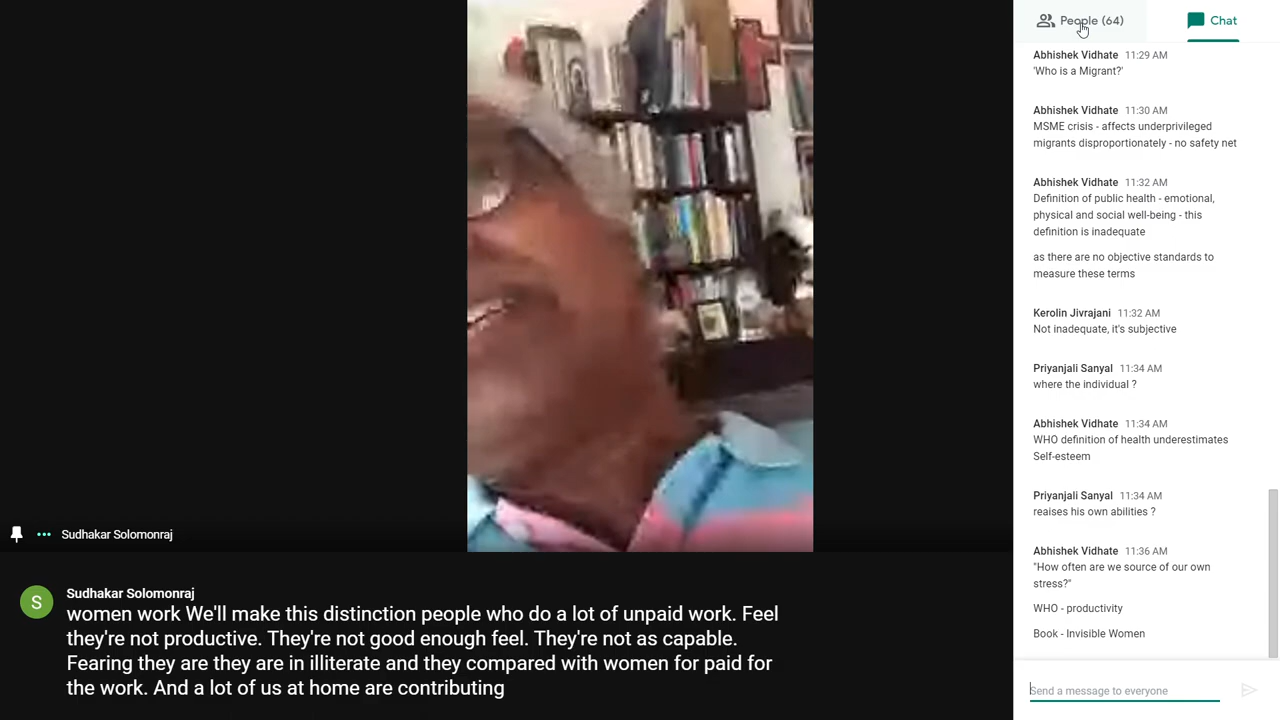 People (64)
Chat
Abhishek Vidhate 11:29 AM
'Who is a Migrant?'
Abhishek Vidhate 11:30 AM
MSME crisis - affects underprivileged
migrants disproportionately - no safety net
Abhishek Vidhate 11:32 AM
Definition of public health - emotional,
physical and social well-being - this
definition is inadequate
as there are no objective standards to
measure these terms
Kerolin Jivrajani 11:32 AM
Not inadequate, it's subjective
Priyanjali Sanyal 11:34 AM
where the individual ?
Abhishek Vidhate 11:34 AM
WHO definition of health underestimates
Self-esteem
Priyanjali Sanyal 11:34 AM
reaises his own abilities ?
Abhishek Vidhate 11:36 AM
"How often are we source of our own
stress?"
WHO - productivity
Book - Invisible Women
Send a message to everyone
Sudhakar Solomonraj
S
Sudhakar Solomonraj
women work We'll make this distinction people who do a lot of unpaid work. Feel
they're not productive. They're not good enough feel. They're not as capable.
Fearing they are they are in illiterate and they compared with women for paid for
the work. And a lot of us at home are contributing